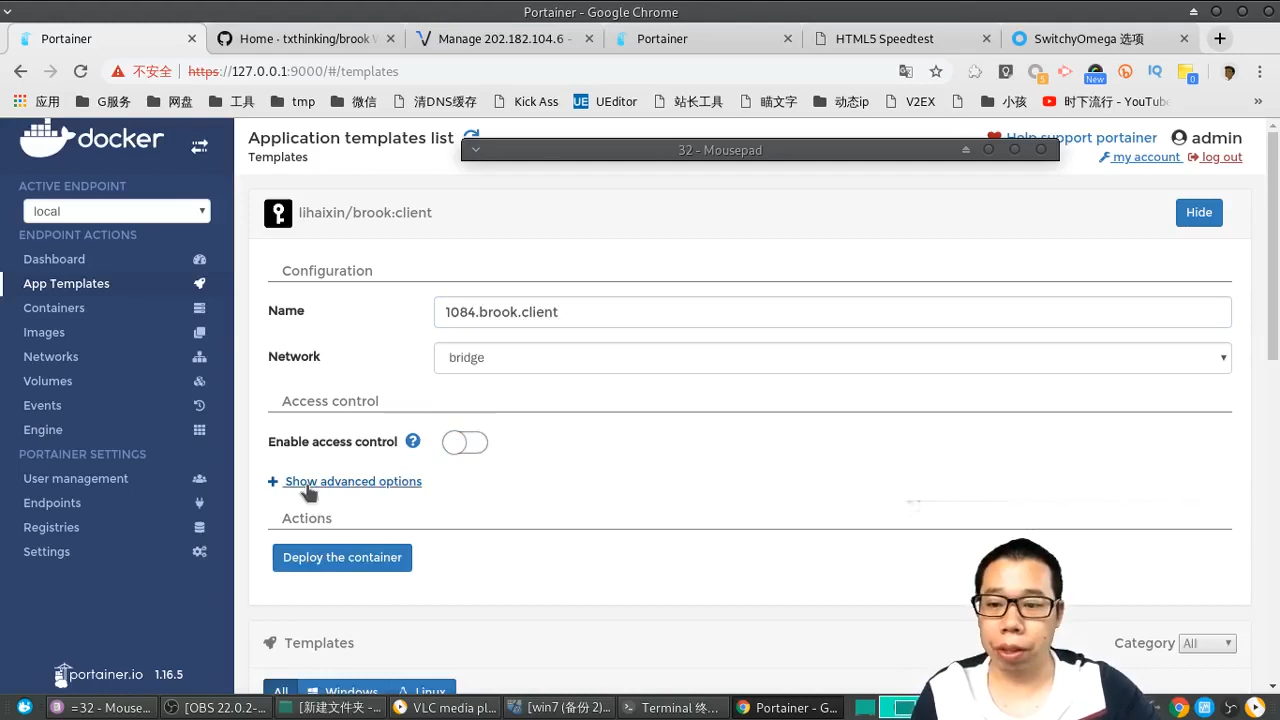 Portainer - Google Chrome
Portainer
Home · txthinking/brook W
Manage 202.182.104.6 -
Portainer
HTML5 Speedtest
SwitchyOmega 选项
不安全
https://127.0.0.1:9000/#/templates
New
5
0
应用
G服务
网盘
工具
tmp
微信
清DNS缓存
Kick Ass
UE
UEditor
站长工具
瞄文字
动态ip
V2EX
小孩
时下流行 - YouTube
IQ
»
docker
Application templates list
Templates
Help support portainer
admin
my account
log out
32 - Mousepad
ACTIVE ENDPOINT
local
ENDPOINT ACTIONS
Dashboard
App Templates
Containers
Images
Networks
Volumes
Events
Engine
PORTAINER SETTINGS
User management
Endpoints
Registries
Settings
portainer.io 1.16.5
lihaixin/brook:client
Hide
Configuration
Name
1084.brook.client
Network
bridge
Access control
Enable access control
Show advanced options
Actions
Deploy the container
Templates
Category
All
All
Windows
Linux
=32 - Mouse...
[OBS 22.0.2-...
[新建文件夹 -...
VLC media pl...
[win7 (备份 2)...
Terminal 终...
Portainer - G...